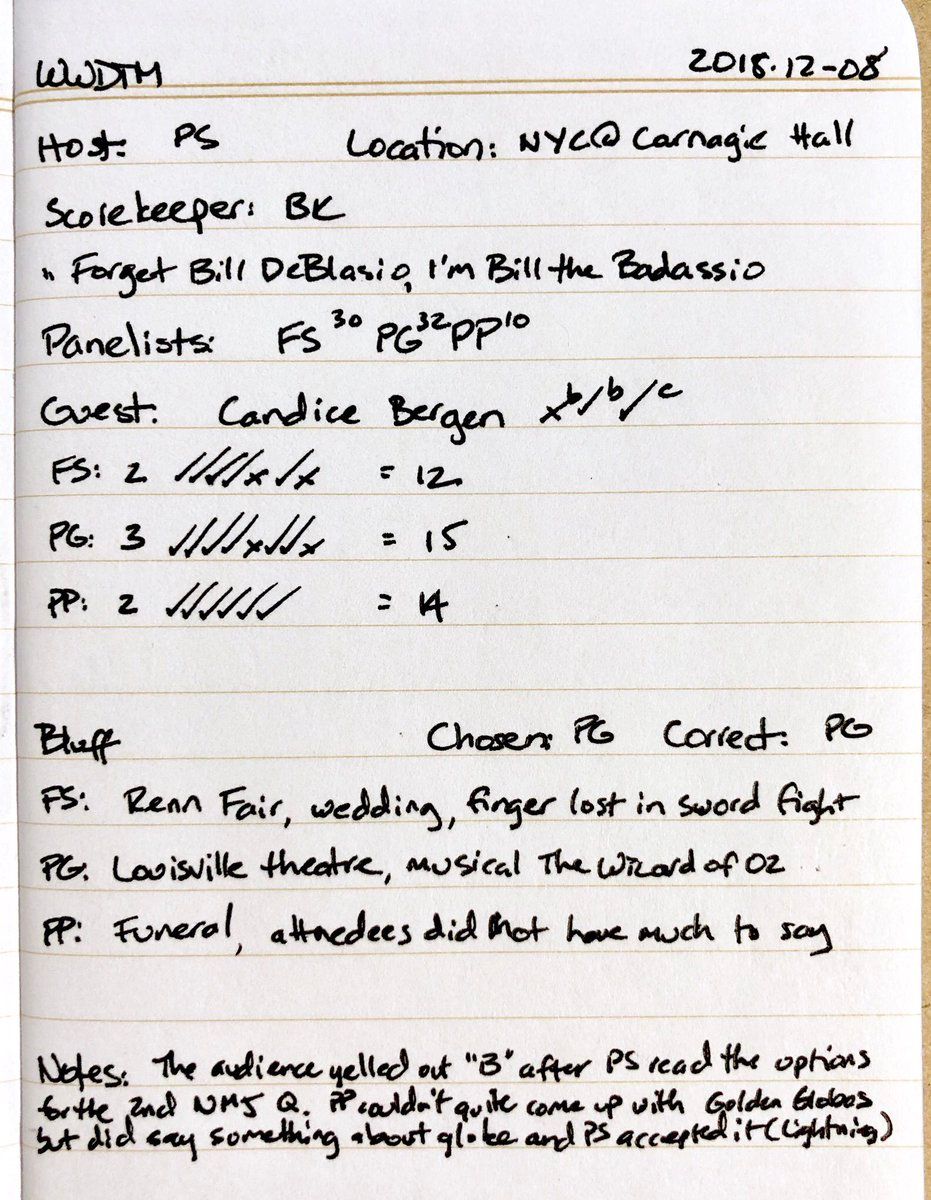 WWDTM 2018-12-08
Host: PS Location: NYC@ Carnagie Hall
Scorekeeper: BK
" Forget Bill DeBlasio, I'm Bill the Badassio
Panelists: FS 30 PG 32 PP 10
Guest: Candice Bergen ×b/✓b/✓c
FS: 2 ✓✓✓✓×✓× = 12
PG: 3 ✓✓✓✓×✓✓× = 15
PP: 2 ✓✓✓✓✓✓ = 14
Bluff Chosen: PG Correct: PG
FS: Renn Fair, wedding, finger lost in sword fight
PG: Louisville theatre, musical The Wizard of OZ
PP: Funeral, attnedees did not have much to say
Notes: The audience yelled out "B" after PS read the options
for the 2nd NMJ Q. PP couldn't quite come up with Golden Globes
but did say something about globe and PS accepted it (Lightning)